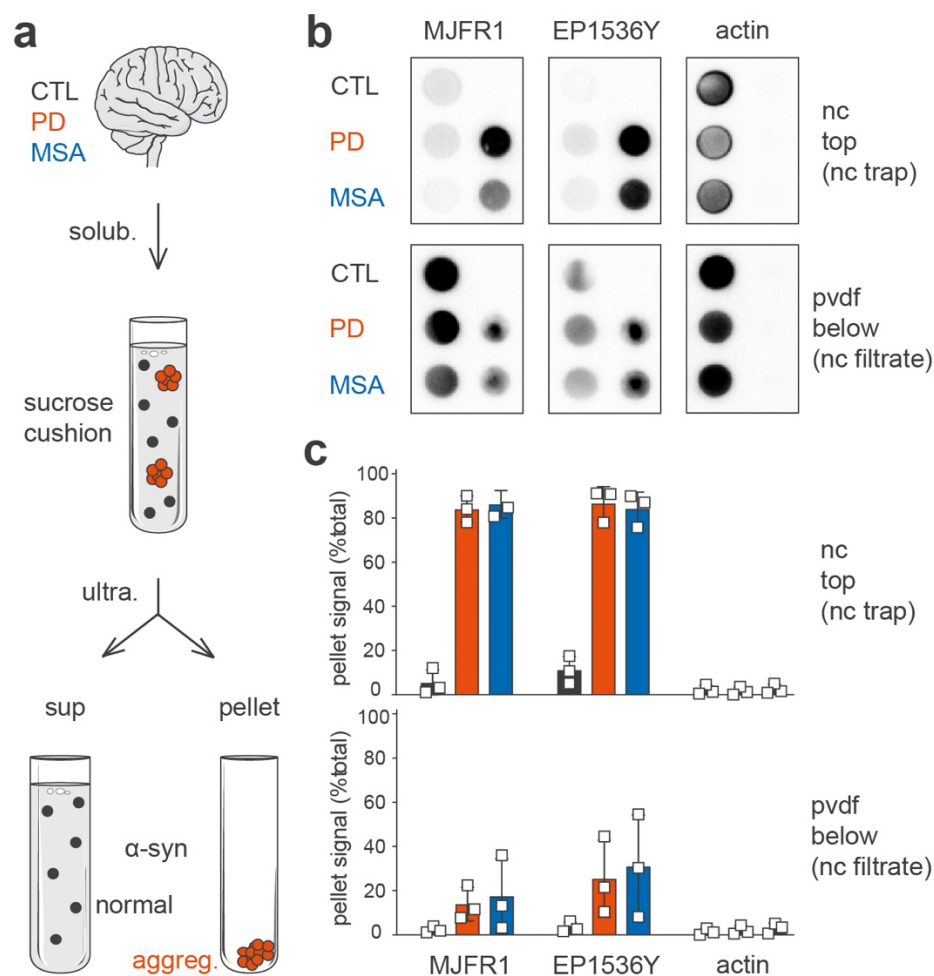 a
CTL
PD
MSA
solub.
sucrose
cushion
ultra.
sup
pellet
α-syn
normal
aggreg.
b
MJFR1
EP1536Y
actin
CTL
PD
MSA
nc
top
(nc trap)
CTL
PD
MSA
pvdf
below
(nc filtrate)
c
pellet signal (%total)
100
80
60
40
20
0
nc
top
(nc trap)
pellet signal (%total)
100
80
60
40
20
0
pvdf
below
(nc filtrate)
MJFR1
EP1536Y
actin